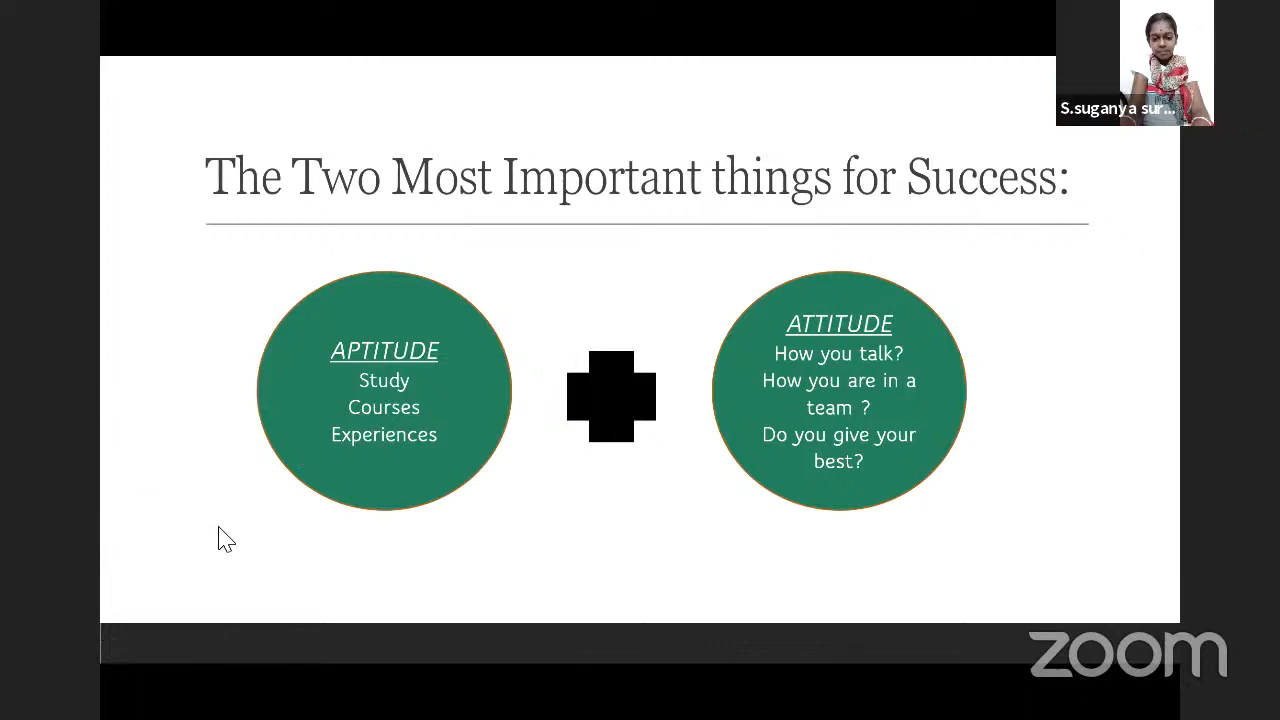 S.suganya sur...
The Two Most Important things for Success:
APTITUDE
Study
Courses
Experiences
ATTITUDE
How you talk?
How you are in a
team ?
Do you give your
best?
zoom